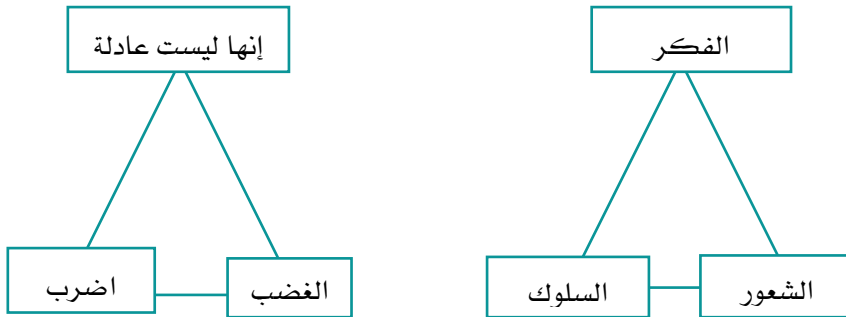 الفكر
إنها ليست عادلة
الشعور
السلوك
الغضب
اضرب